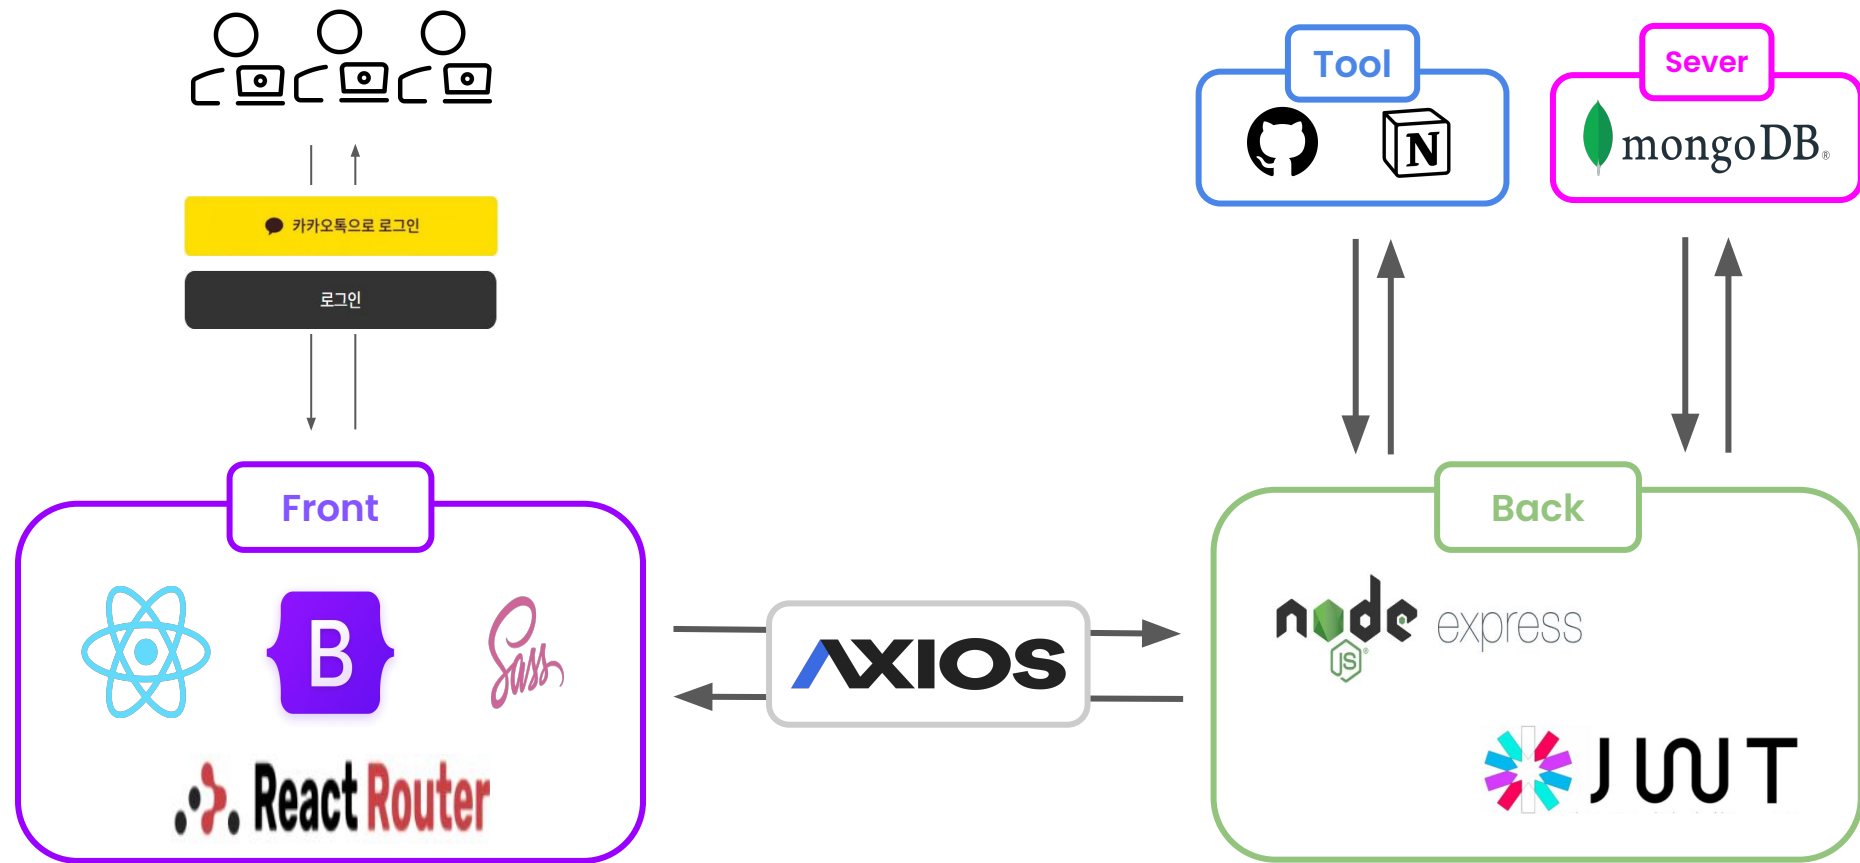 Tool
Sever
N
mongoDB®
카카오톡으로 로그인
로그인
Front
Back
B
Sass
node
JS®
express
AXIOS
React Router
JWT